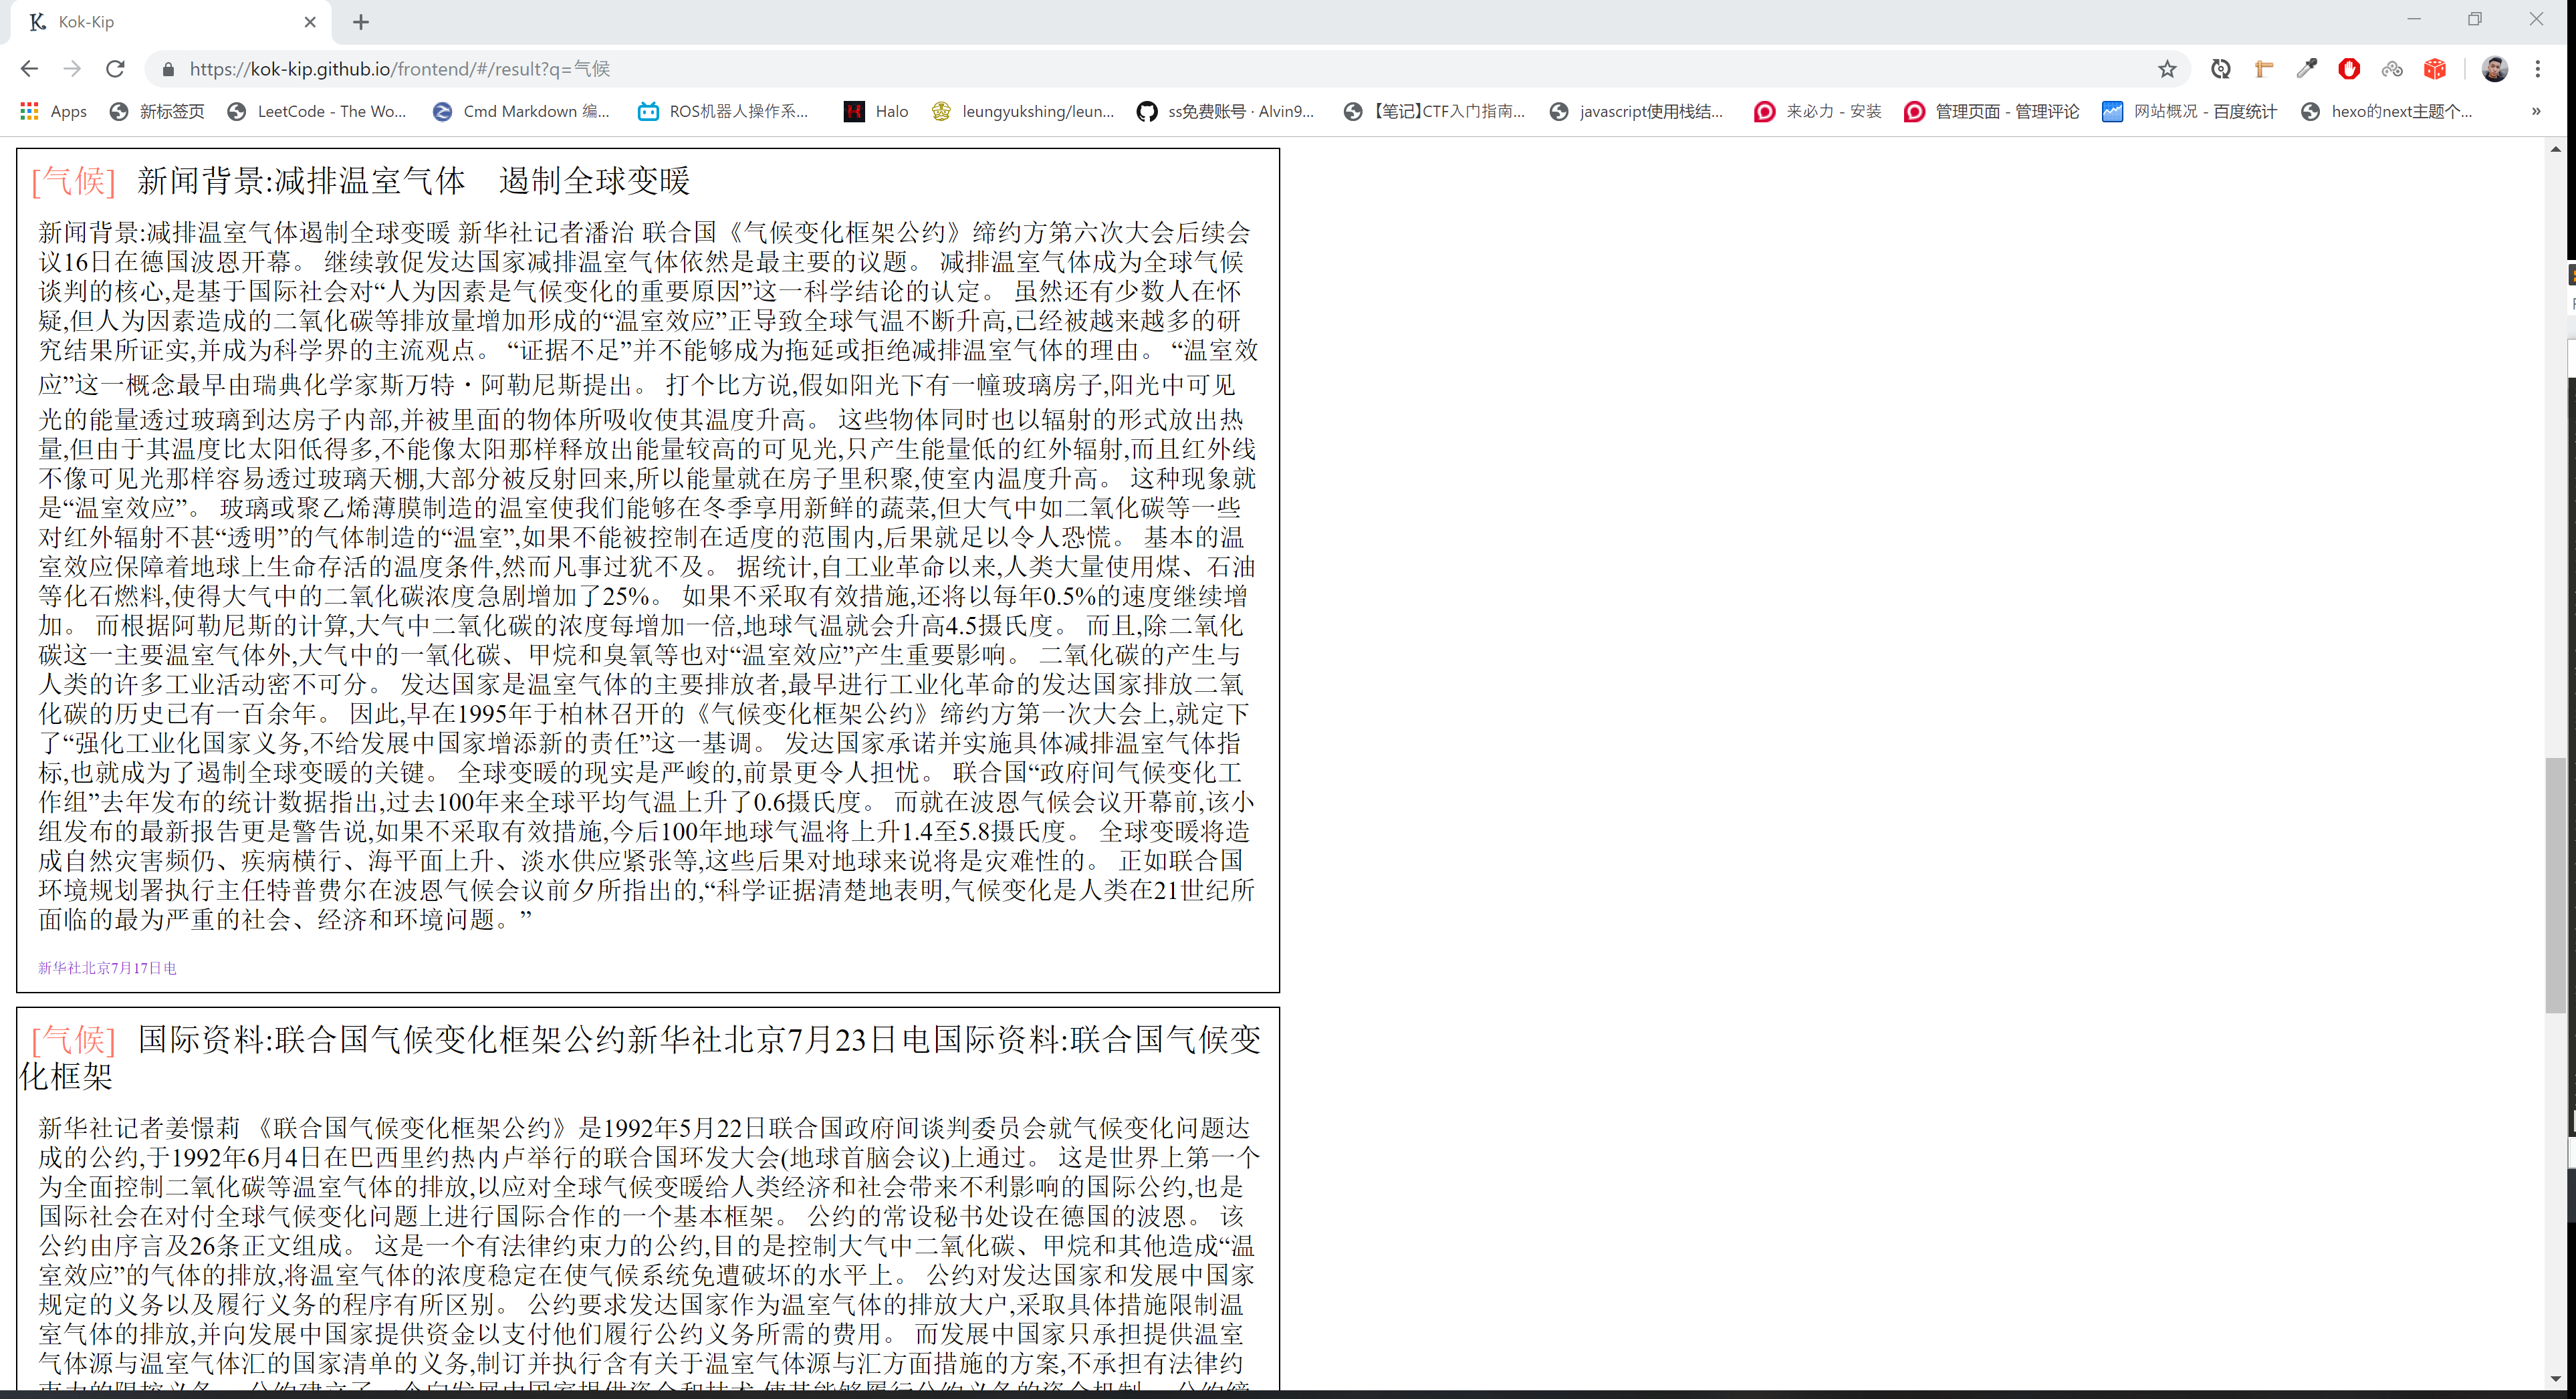 Kok-Kip
https://kok-kip.github.io/frontend/#/result?q=气候
Apps 新标签页 LeetCode - The Wo... Cmd Markdown 编... ROS机器人操作系... Halo leungyukshing/leun... ss免费账号 · Alvin9... 【笔记】CTF入门指南... javascript使用栈结... 来必力 - 安装 管理页面 - 管理评论 网站概况 - 百度统计 hexo的next主题个... »
[气候] 新闻背景:减排温室气体　遏制全球变暖
新闻背景:减排温室气体遏制全球变暖 新华社记者潘治 联合国《气候变化框架公约》缔约方第六次大会后续会
议16日在德国波恩开幕。 继续敦促发达国家减排温室气体依然是最主要的议题。 减排温室气体成为全球气候
谈判的核心,是基于国际社会对“人为因素是气候变化的重要原因”这一科学结论的认定。 虽然还有少数人在怀
疑,但人为因素造成的二氧化碳等排放量增加形成的“温室效应”正导致全球气温不断升高,已经被越来越多的研
究结果所证实,并成为科学界的主流观点。 “证据不足”并不能够成为拖延或拒绝减排温室气体的理由。 “温室效
应”这一概念最早由瑞典化学家斯万特・阿勒尼斯提出。 打个比方说,假如阳光下有一幢玻璃房子,阳光中可见
光的能量透过玻璃到达房子内部,并被里面的物体所吸收使其温度升高。 这些物体同时也以辐射的形式放出热
量,但由于其温度比太阳低得多,不能像太阳那样释放出能量较高的可见光,只产生能量低的红外辐射,而且红外线
不像可见光那样容易透过玻璃天棚,大部分被反射回来,所以能量就在房子里积聚,使室内温度升高。 这种现象就
是“温室效应”。 玻璃或聚乙烯薄膜制造的温室使我们能够在冬季享用新鲜的蔬菜,但大气中如二氧化碳等一些
对红外辐射不甚“透明”的气体制造的“温室”,如果不能被控制在适度的范围内,后果就足以令人恐慌。 基本的温
室效应保障着地球上生命存活的温度条件,然而凡事过犹不及。 据统计,自工业革命以来,人类大量使用煤、石油
等化石燃料,使得大气中的二氧化碳浓度急剧增加了25%。 如果不采取有效措施,还将以每年0.5%的速度继续增
加。 而根据阿勒尼斯的计算,大气中二氧化碳的浓度每增加一倍,地球气温就会升高4.5摄氏度。 而且,除二氧化
碳这一主要温室气体外,大气中的一氧化碳、甲烷和臭氧等也对“温室效应”产生重要影响。 二氧化碳的产生与
人类的许多工业活动密不可分。 发达国家是温室气体的主要排放者,最早进行工业化革命的发达国家排放二氧
化碳的历史已有一百余年。 因此,早在1995年于柏林召开的《气候变化框架公约》缔约方第一次大会上,就定下
了“强化工业化国家义务,不给发展中国家增添新的责任”这一基调。 发达国家承诺并实施具体减排温室气体指
标,也就成为了遏制全球变暖的关键。 全球变暖的现实是严峻的,前景更令人担忧。 联合国“政府间气候变化工
作组”去年发布的统计数据指出,过去100年来全球平均气温上升了0.6摄氏度。 而就在波恩气候会议开幕前,该小
组发布的最新报告更是警告说,如果不采取有效措施,今后100年地球气温将上升1.4至5.8摄氏度。 全球变暖将造
成自然灾害频仍、疾病横行、海平面上升、淡水供应紧张等,这些后果对地球来说将是灾难性的。 正如联合国
环境规划署执行主任特普费尔在波恩气候会议前夕所指出的,“科学证据清楚地表明,气候变化是人类在21世纪所
面临的最为严重的社会、经济和环境问题。”
新华社北京7月17日电
[气候] 国际资料:联合国气候变化框架公约新华社北京7月23日电国际资料:联合国气候变
化框架
新华社记者姜憬莉 《联合国气候变化框架公约》是1992年5月22日联合国政府间谈判委员会就气候变化问题达
成的公约,于1992年6月4日在巴西里约热内卢举行的联合国环发大会(地球首脑会议)上通过。 这是世界上第一个
为全面控制二氧化碳等温室气体的排放,以应对全球气候变暖给人类经济和社会带来不利影响的国际公约,也是
国际社会在对付全球气候变化问题上进行国际合作的一个基本框架。 公约的常设秘书处设在德国的波恩。 该
公约由序言及26条正文组成。 这是一个有法律约束力的公约,目的是控制大气中二氧化碳、甲烷和其他造成“温
室效应”的气体的排放,将温室气体的浓度稳定在使气候系统免遭破坏的水平上。 公约对发达国家和发展中国家
规定的义务以及履行义务的程序有所区别。 公约要求发达国家作为温室气体的排放大户,采取具体措施限制温
室气体的排放,并向发展中国家提供资金以支付他们履行公约义务所需的费用。 而发展中国家只承担提供温室
气体源与温室气体汇的国家清单的义务,制订并执行含有关于温室气体源与汇方面措施的方案,不承担有法律约